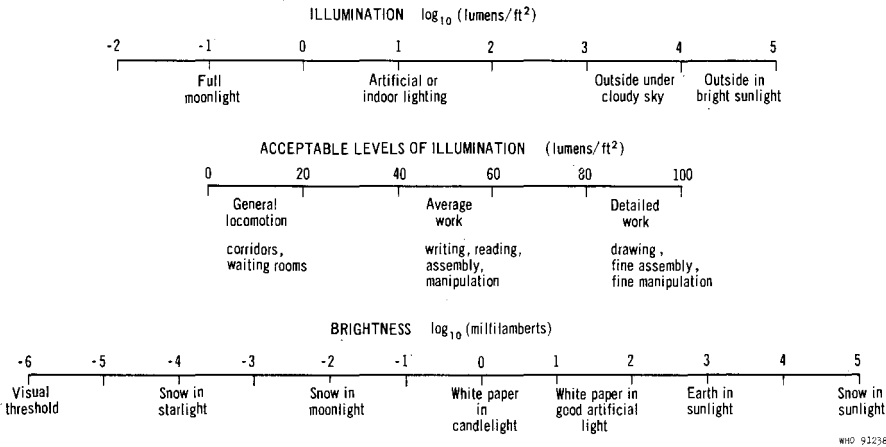 ILLUMINATION log10 (lumens/ft2)
-2 -1 0 1 2 3 4 5
Full moonlight
Artificial or indoor lighting
Outside under cloudy sky
Outside in bright sunlight
ACCEPTABLE LEVELS OF ILLUMINATION (lumens/ft2)
0 20 40 60 80 100
General locomotion
corridors, waiting rooms
Average work
writing, reading, assembly, manipulation
Detailed work
drawing, fine assembly, fine manipulation
BRIGHTNESS log10 (millilamberts)
-6 -5 -4 -3 -2 -1 0 1 2 3 4 5
Visual threshold
Snow in starlight
Snow in moonlight
White paper in candlelight
White paper in good artificial light
Earth in sunlight
Snow in sunlight
WHO 91238